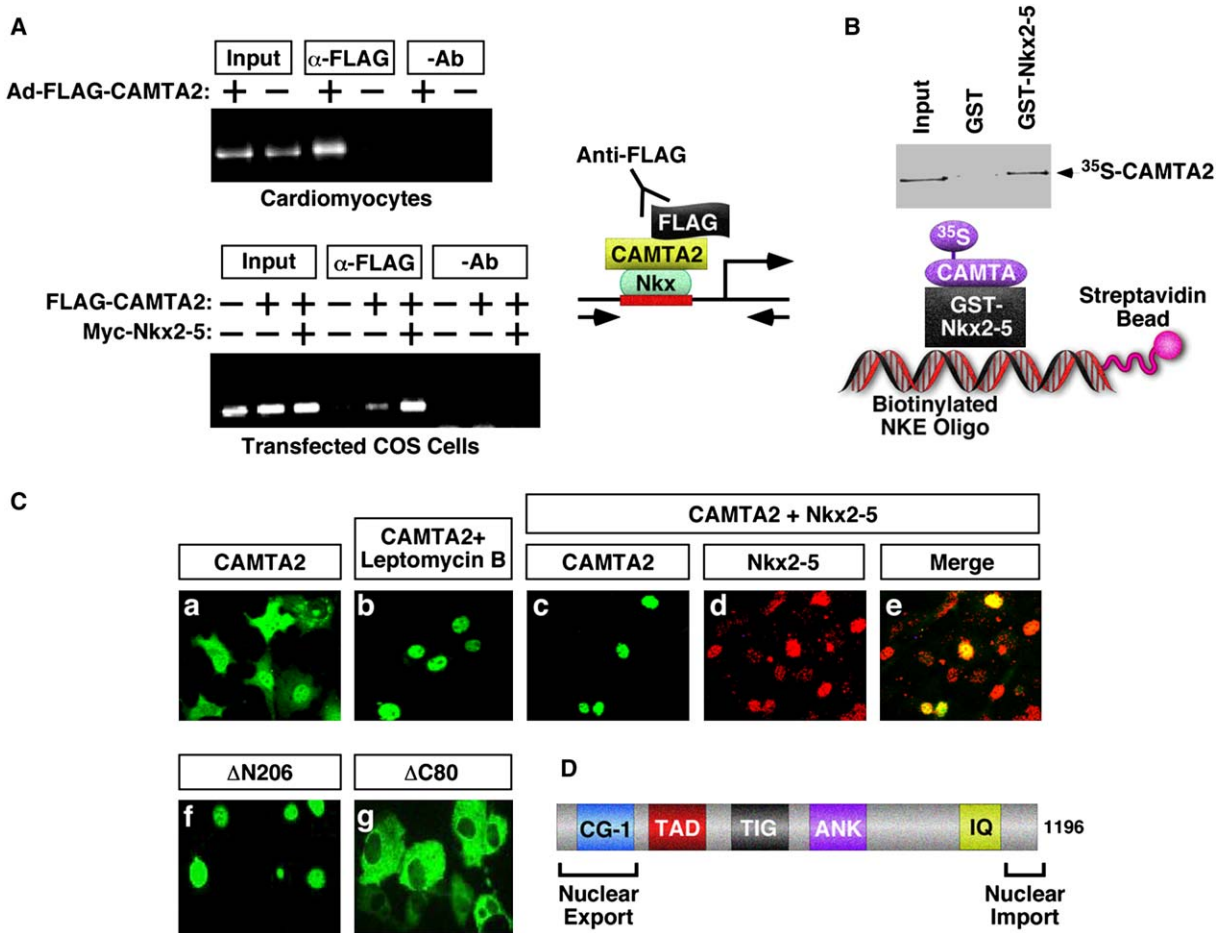 A
Input α-FLAG -Ab
Ad-FLAG-CAMTA2: + − + − + −
Cardiomyocytes
Input α-FLAG -Ab
FLAG-CAMTA2: − + + − + + − + +
Myc-Nkx2-5: − − + − − + − − +
Transfected COS Cells
Anti-FLAG
FLAG
CAMTA2
Nkx
B
Input
GST
GST-Nkx2-5
³⁵S-CAMTA2
³⁵S
CAMTA
GST-
Nkx2-5
Streptavidin
Bead
Biotinylated
NKE Oligo
C
CAMTA2
CAMTA2+
Leptomycin B
CAMTA2 + Nkx2-5
CAMTA2
Nkx2-5
Merge
a
b
c
d
e
ΔN206
ΔC80
f
g
D
CG-1 TAD TIG ANK IQ 1196
Nuclear
Export
Nuclear
Import